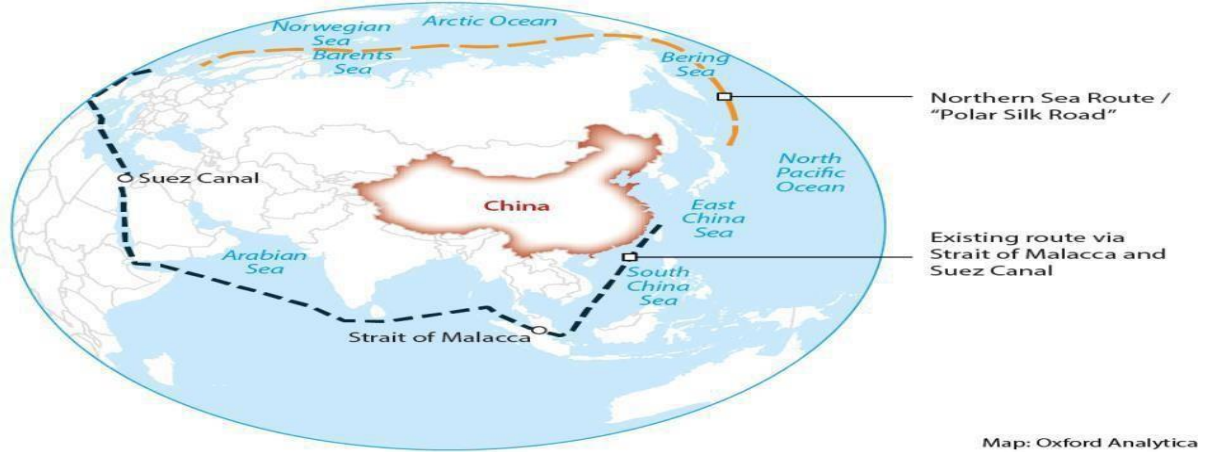 Norwegian
Sea
Arctic Ocean
Barents
Sea
Bering
Sea
Northern Sea Route /
“Polar Silk Road”
North
Pacific
Ocean
Suez Canal
China
East
China
Sea
Existing route via
Strait of Malacca and
Suez Canal
Arabian
Sea
South
China
Sea
Strait of Malacca
Map: Oxford Analytica